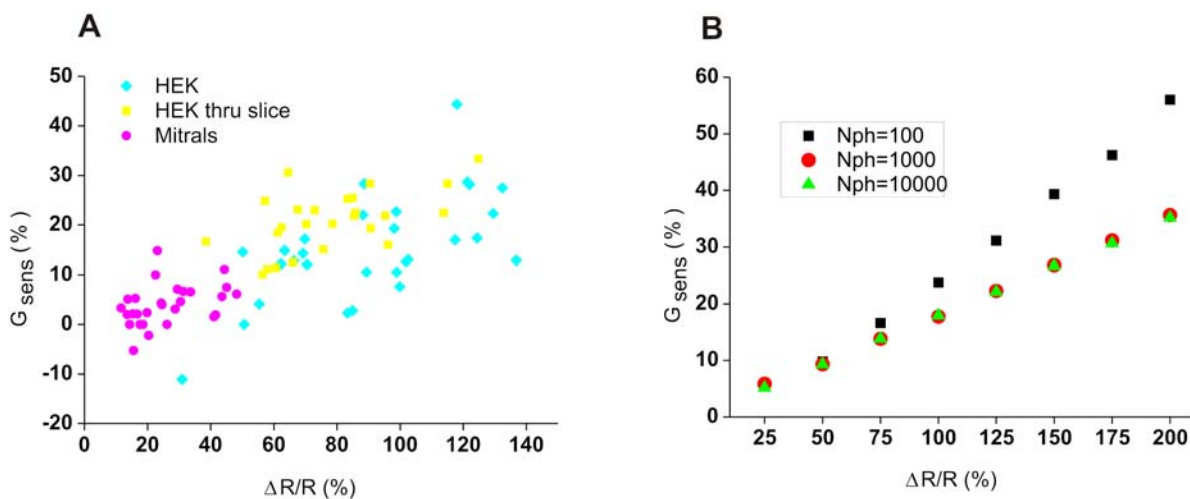 A
50
40
30
20
10
0
-10
-20
G sens (%)
HEK
HEK thru slice
Mitrals
0 20 40 60 80 100 120 140
ΔR/R (%)
B
60
50
40
30
20
10
0
G sens (%)
Nph=100
Nph=1000
Nph=10000
25 50 75 100 125 150 175 200
ΔR/R (%)